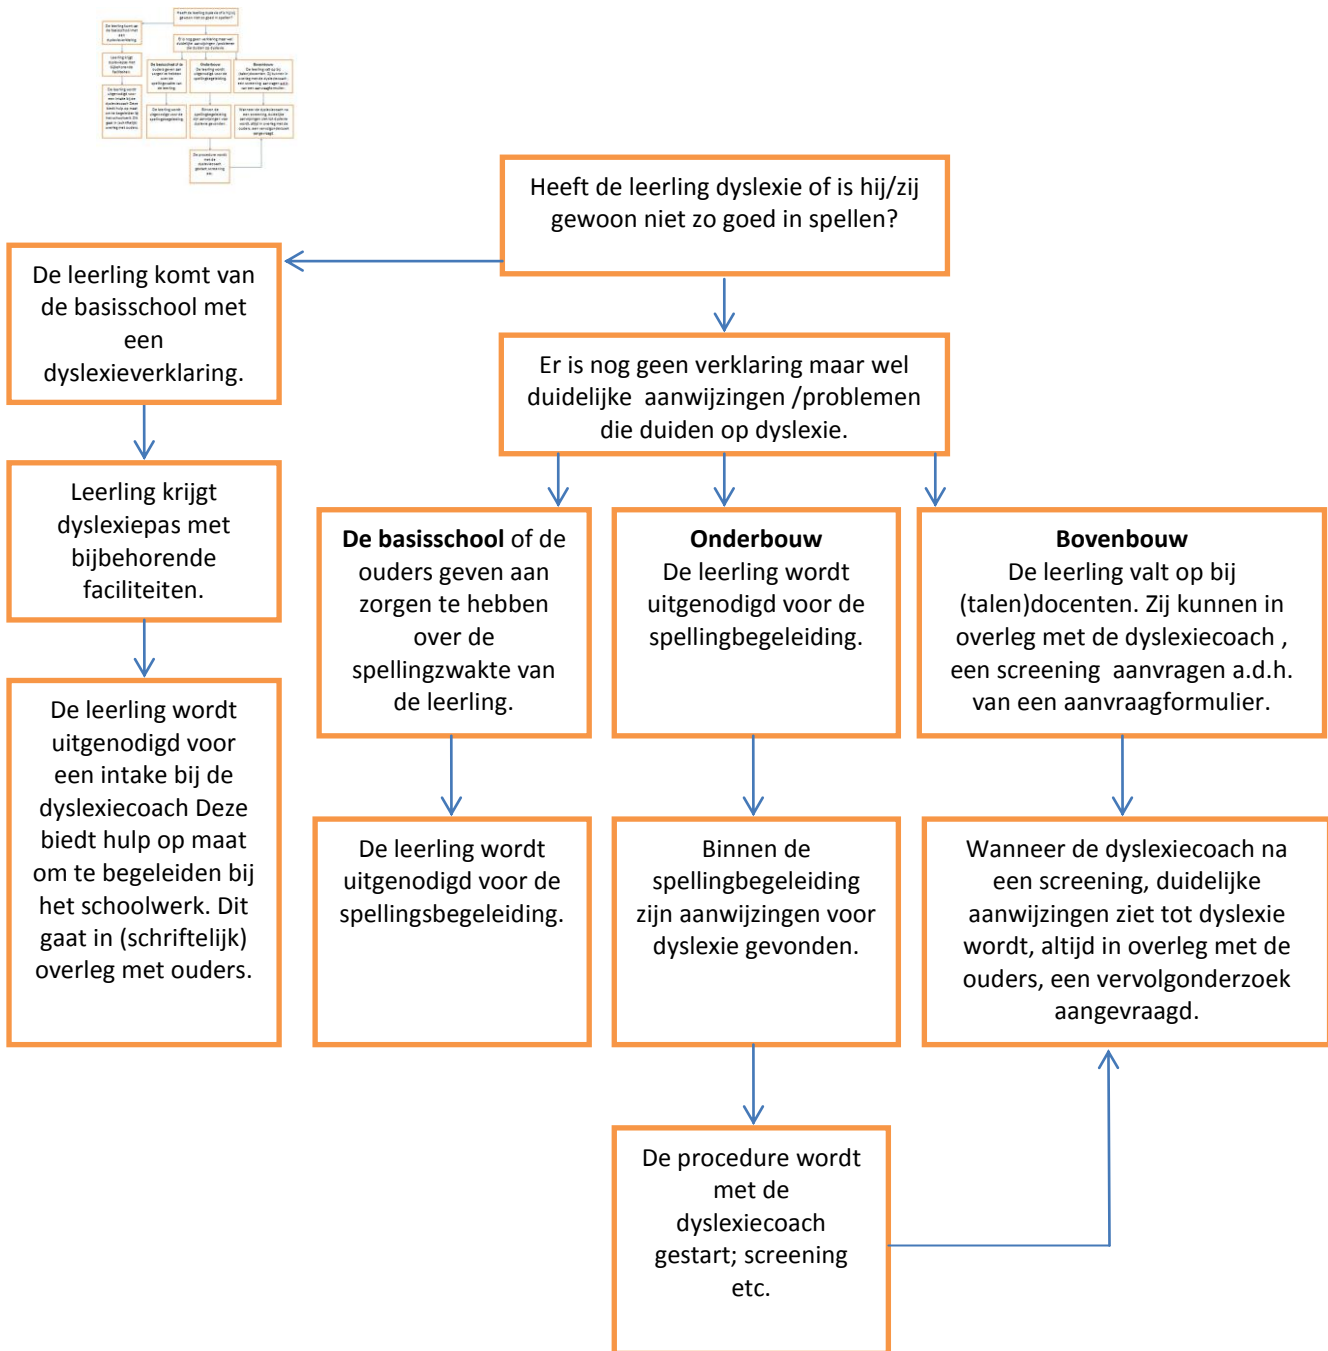 Heeft de leerling dyslexie of is hij/zij
gewoon niet zo goed in spellen?
De leerling komt van
de basisschool met
een
dyslexieverklaring.
Er is nog geen verklaring maar wel
duidelijke aanwijzingen /problemen
die duiden op dyslexie.
Leerling krijgt
dyslexiepas met
bijbehorende
faciliteiten.
De basisschool of de
ouders geven aan
zorgen te hebben
over de
spellingzwakte van
de leerling.
Onderbouw
De leerling wordt
uitgenodigd voor de
spellingbegeleiding.
Bovenbouw
De leerling valt op bij
(talen)docenten. Zij kunnen in
overleg met de dyslexiecoach ,
een screening aanvragen a.d.h.
van een aanvraagformulier.
De leerling wordt
uitgenodigd voor
een intake bij de
dyslexiecoach Deze
biedt hulp op maat
om te begeleiden bij
het schoolwerk. Dit
gaat in (schriftelijk)
overleg met ouders.
De leerling wordt
uitgenodigd voor de
spellingsbegeleiding.
Binnen de
spellingbegeleiding
zijn aanwijzingen voor
dyslexie gevonden.
Wanneer de dyslexiecoach na
een screening, duidelijke
aanwijzingen ziet tot dyslexie
wordt, altijd in overleg met de
ouders, een vervolgonderzoek
aangevraagd.
De procedure wordt
met de
dyslexiecoach
gestart; screening
etc.